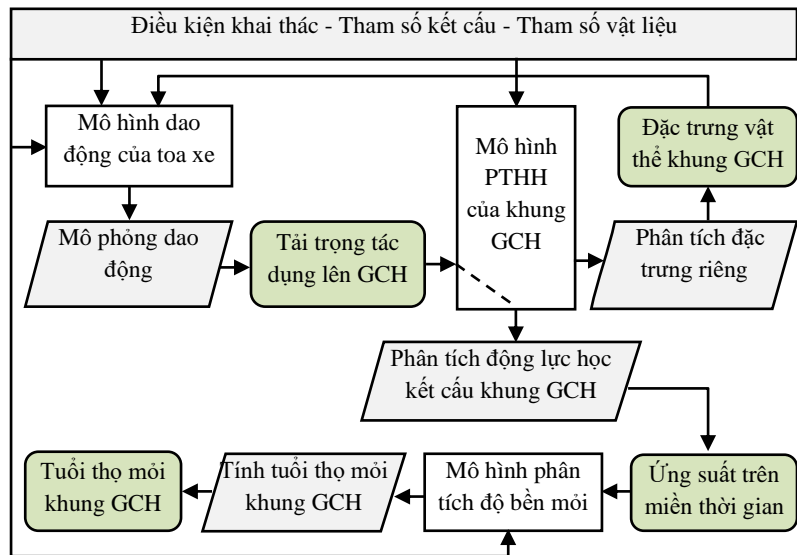 Điều kiện khai thác - Tham số kết cấu - Tham số vật liệu
Mô hình dao
động của toa xe
Mô hình
PTHH
của khung
GCH
Đặc trưng vật
thể khung GCH
Mô phỏng dao
động
Tải trọng tác
dụng lên GCH
Phân tích đặc
trưng riêng
Phân tích động lực học
kết cấu khung GCH
Tuổi thọ mỏi
khung GCH
Tính tuổi thọ mỏi
khung GCH
Mô hình phân
tích độ bền mỏi
Ứng suất trên
miền thời gian